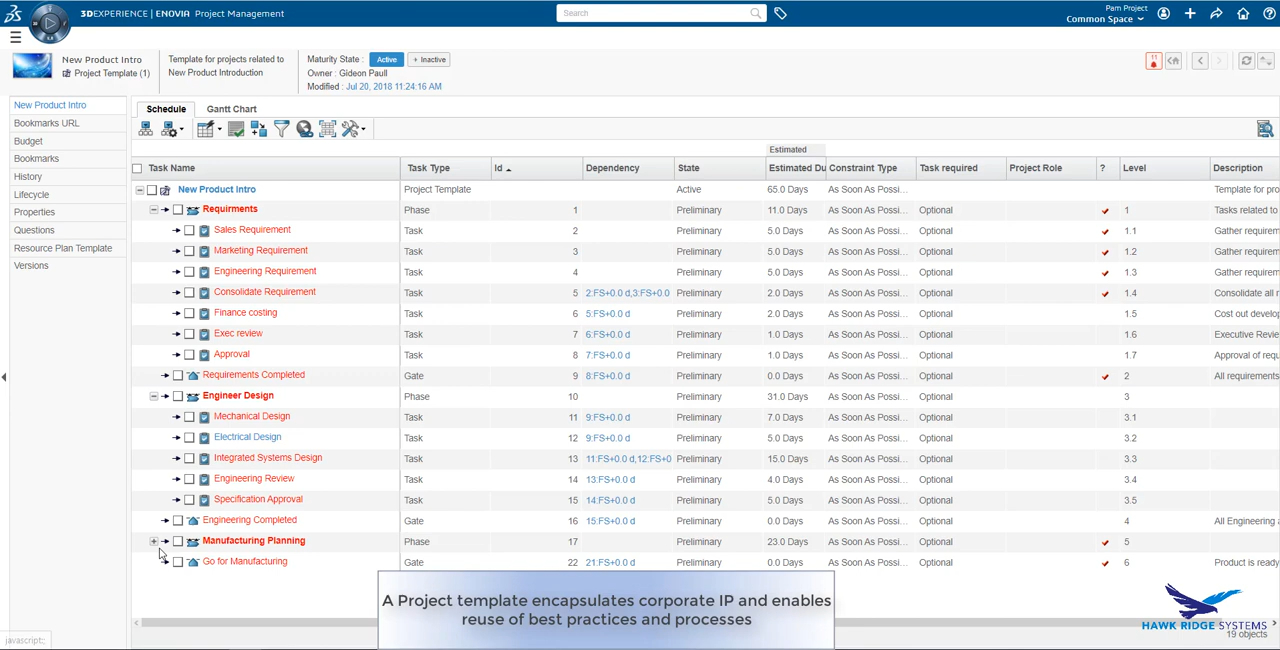 3DEXPERIENCE | ENOVIA Project Management
Search
Pam Project
Common Space
New Product Intro
Project Template (1)
Template for projects related to
New Product Introduction
Maturity State : Active + Inactive
Owner : Gideon Paull
Modified : Jul 20, 2018 11:24:16 AM
11
New Product Intro
Bookmarks URL
Budget
Bookmarks
History
Lifecycle
Properties
Questions
Resource Plan Template
Versions
Schedule Gantt Chart
Estimated
Task Name Task Type Id Dependency State Estimated Du Constraint Type Task required Project Role ? Level Description
New Product Intro Project Template Active 65.0 Days As Soon As Possi... Template for pro
Requirments Phase 1 Preliminary 11.0 Days As Soon As Possi... Optional 1 Tasks related to
Sales Requirement Task 2 Preliminary 5.0 Days As Soon As Possi... Optional 1.1 Gather requirem
Marketing Requirement Task 3 Preliminary 5.0 Days As Soon As Possi... Optional 1.2 Gather requirem
Engineering Requirement Task 4 Preliminary 5.0 Days As Soon As Possi... Optional 1.3 Gather requirem
Consolidate Requirement Task 5 2:FS+0.0 d,3:FS+0.0 Preliminary 2.0 Days As Soon As Possi... Optional 1.4 Consolidate all r
Finance costing Task 6 5:FS+0.0 d Preliminary 2.0 Days As Soon As Possi... Optional 1.5 Cost out develop
Exec review Task 7 6:FS+0.0 d Preliminary 1.0 Days As Soon As Possi... Optional 1.6 Executive Review
Approval Task 8 7:FS+0.0 d Preliminary 1.0 Days As Soon As Possi... Optional 1.7 Approval of requ
Requirements Completed Gate 9 8:FS+0.0 d Preliminary 0.0 Days As Soon As Possi... Optional 2 All requirements
Engineer Design Phase 10 Preliminary 31.0 Days As Soon As Possi... Optional 3
Mechanical Design Task 11 9:FS+0.0 d Preliminary 7.0 Days As Soon As Possi... Optional 3.1
Electrical Design Task 12 9:FS+0.0 d Preliminary 5.0 Days As Soon As Possi... Optional 3.2
Integrated Systems Design Task 13 11:FS+0.0 d,12:FS+0 Preliminary 15.0 Days As Soon As Possi... Optional 3.3
Engineering Review Task 14 13:FS+0.0 d Preliminary 4.0 Days As Soon As Possi... Optional 3.4
Specification Approval Task 15 14:FS+0.0 d Preliminary 5.0 Days As Soon As Possi... Optional 3.5
Engineering Completed Gate 16 15:FS+0.0 d Preliminary 0.0 Days As Soon As Possi... Optional 4 All Engineering a
Manufacturing Planning Phase 17 Preliminary 23.0 Days As Soon As Possi... Optional 5
Go for Manufacturing Gate 22 21:FS+0.0 d Preliminary 0.0 Days As Soon As Possi... Optional 6 Product is ready
A Project template encapsulates corporate IP and enables
reuse of best practices and processes
HAWK RIDGE SYSTEMS
19 objects
javascript:;